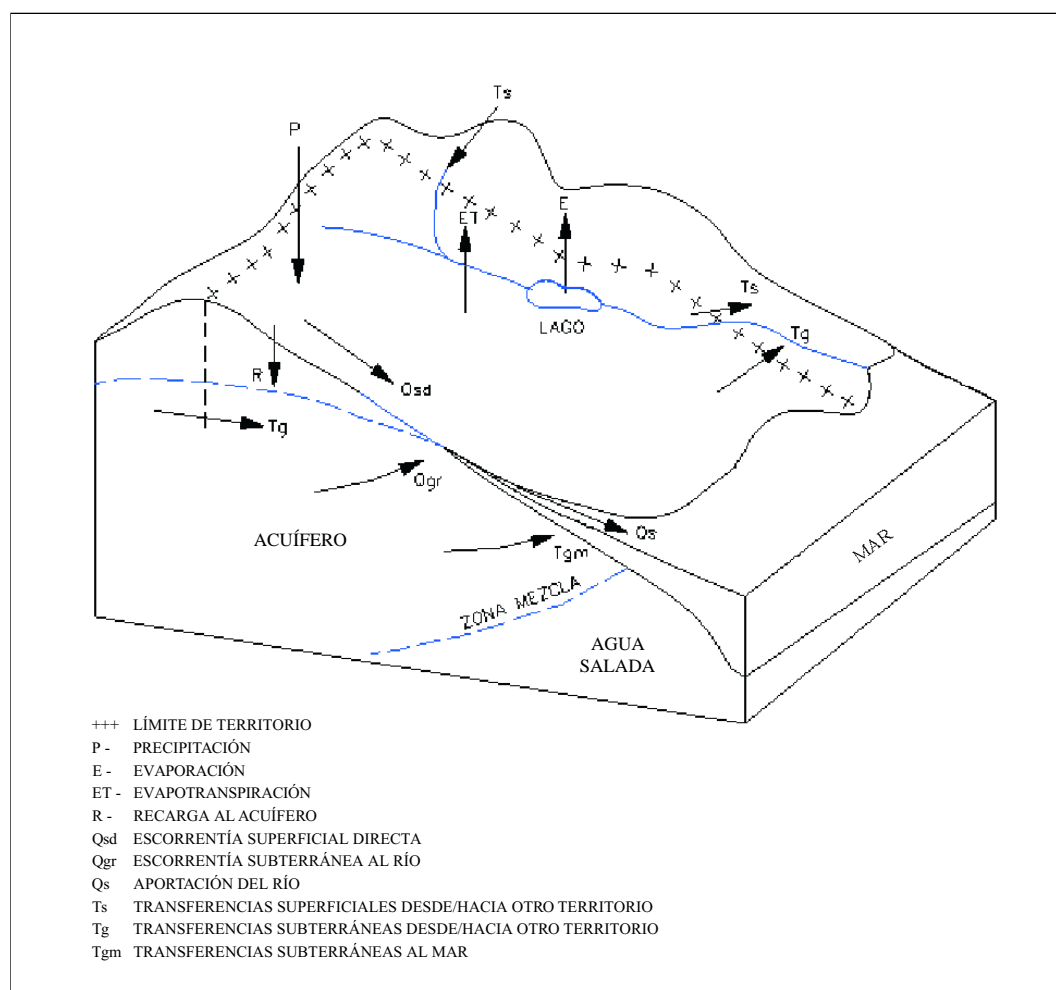 Ts
P
ET
E
LAGO
Ts
Tg
R
Qsd
Tg
Qgr
ACUÍFERO
Qs
Tgm
MAR
ZONA MEZCLA
AGUA
SALADA
+++ LÍMITE DE TERRITORIO
P - PRECIPITACIÓN
E - EVAPORACIÓN
ET - EVAPOTRANSPIRACIÓN
R - RECARGA AL ACUÍFERO
Qsd ESCORRENTÍA SUPERFICIAL DIRECTA
Qgr ESCORRENTÍA SUBTERRÁNEA AL RÍO
Qs APORTACIÓN DEL RÍO
Ts TRANSFERENCIAS SUPERFICIALES DESDE/HACIA OTRO TERRITORIO
Tg TRANSFERENCIAS SUBTERRÁNEAS DESDE/HACIA OTRO TERRITORIO
Tgm TRANSFERENCIAS SUBTERRÁNEAS AL MAR